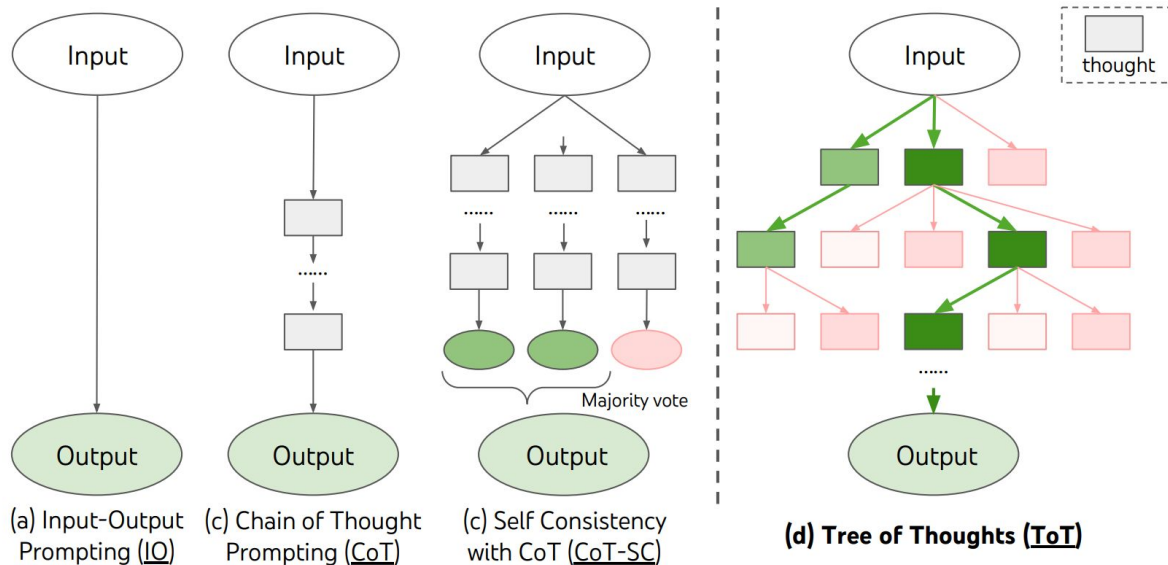 Input
Input
Input
Input
thought
......
...... ...... ......
......
Majority vote
Output
Output
Output
Output
(a) Input-Output
Prompting (IO)
(c) Chain of Thought
Prompting (CoT)
(c) Self Consistency
with CoT (CoT-SC)
(d) Tree of Thoughts (ToT)